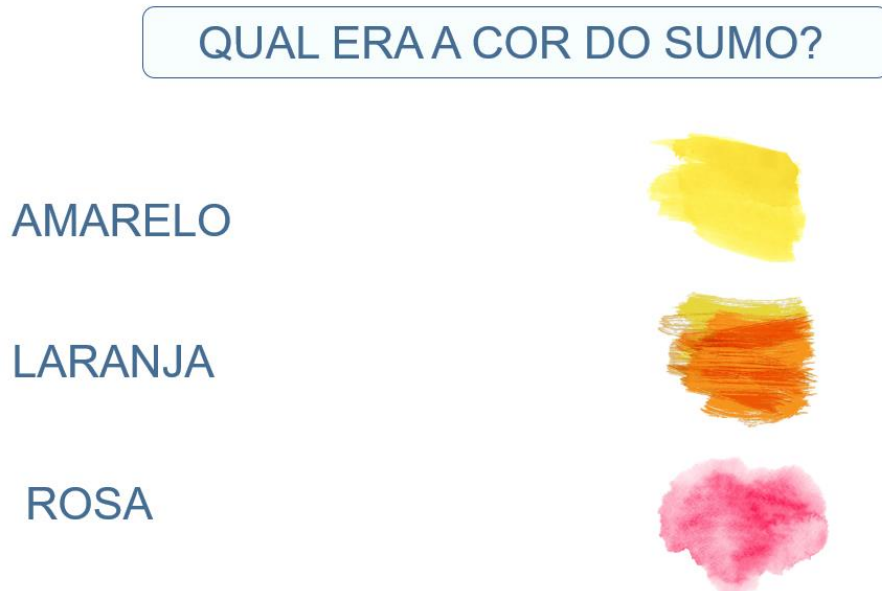 QUAL ERA A COR DO SUMO?
AMARELO
LARANJA
ROSA